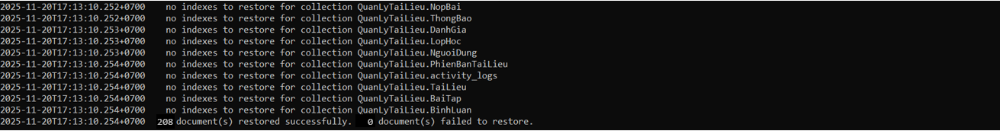 2025-11-20T17:13:10.252+0700 no indexes to restore for collection QuanLyTaiLieu.NopBai
2025-11-20T17:13:10.252+0700 no indexes to restore for collection QuanLyTaiLieu.ThongBao
2025-11-20T17:13:10.253+0700 no indexes to restore for collection QuanLyTaiLieu.DanhGia
2025-11-20T17:13:10.253+0700 no indexes to restore for collection QuanLyTaiLieu.LopHoc
2025-11-20T17:13:10.253+0700 no indexes to restore for collection QuanLyTaiLieu.NguoiDung
2025-11-20T17:13:10.254+0700 no indexes to restore for collection QuanLyTaiLieu.PhienBanTaiLieu
2025-11-20T17:13:10.254+0700 no indexes to restore for collection QuanLyTaiLieu.activity_logs
2025-11-20T17:13:10.254+0700 no indexes to restore for collection QuanLyTaiLieu.TaiLieu
2025-11-20T17:13:10.254+0700 no indexes to restore for collection QuanLyTaiLieu.BaiTap
2025-11-20T17:13:10.254+0700 no indexes to restore for collection QuanLyTaiLieu.BinhLuan
2025-11-20T17:13:10.254+0700 208 document(s) restored successfully. 0 document(s) failed to restore.